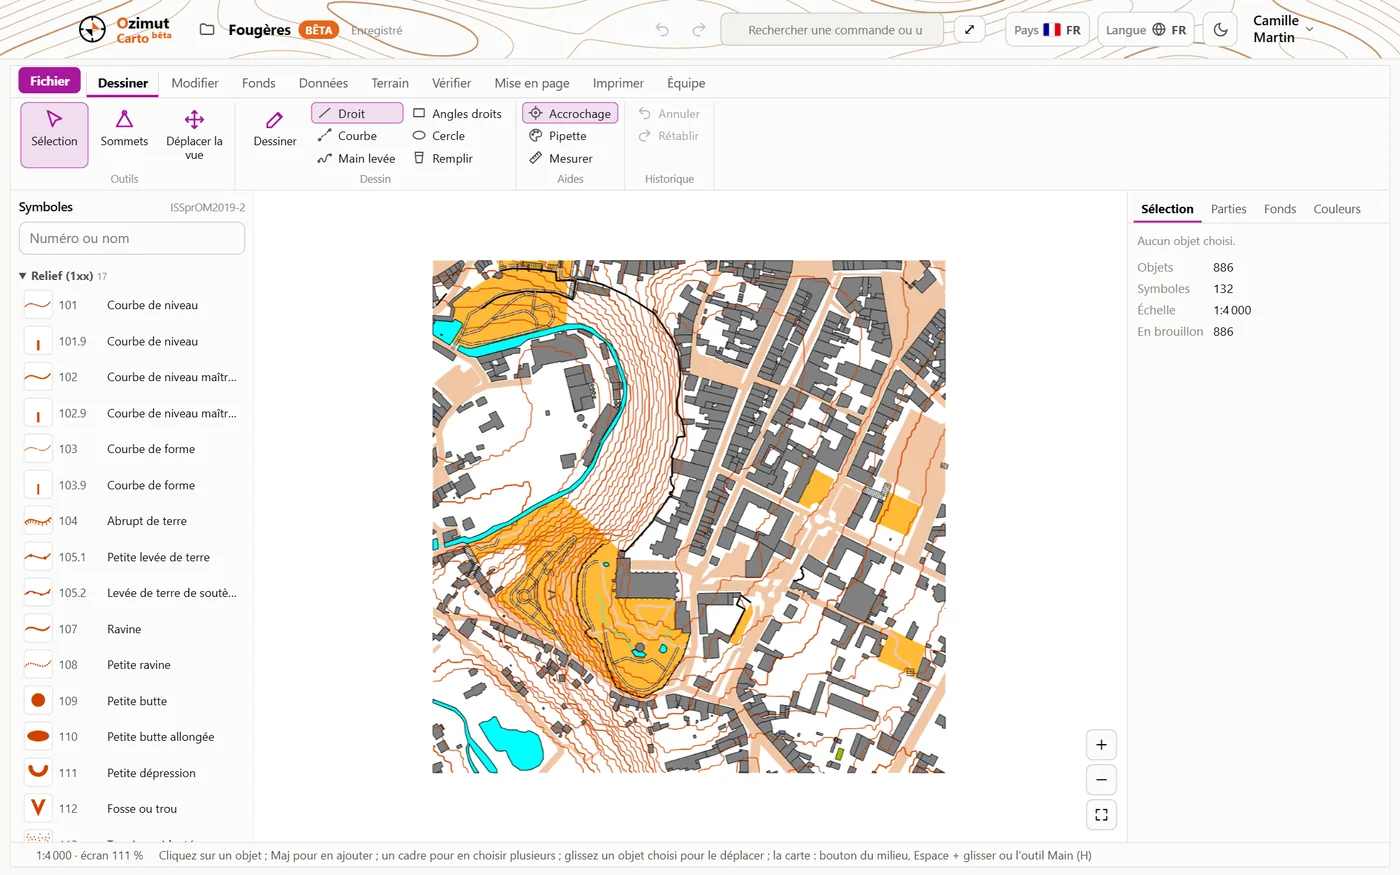 Ozimut
Carto bêta
Fougères
BÊTA
Enregistré
Rechercher une commande ou u
Pays FR
Langue FR
Camille
Martin
Fichier
Dessiner
Modifier
Fonds
Données
Terrain
Vérifier
Mise en page
Imprimer
Équipe
Sélection
Sommets
Déplacer la
vue
Outils
Dessiner
Droit
Courbe
Main levée
Angles droits
Cercle
Remplir
Dessin
Accrochage
Pipette
Mesurer
Aides
Annuler
Rétablir
Historique
Symboles
ISSprOM2019-2
Numéro ou nom
Relief (1xx) 17
101 Courbe de niveau
101.9 Courbe de niveau
102 Courbe de niveau maîtr...
102.9 Courbe de niveau maîtr...
103 Courbe de forme
103.9 Courbe de forme
104 Abrupt de terre
105.1 Petite levée de terre
105.2 Levée de terre de soutè...
107 Ravine
108 Petite ravine
109 Petite butte
110 Petite butte allongée
111 Petite dépression
112 Fosse ou trou
Sélection
Parties
Fonds
Couleurs
Aucun objet choisi.
Objets 886
Symboles 132
Échelle 1:4 000
En brouillon 886
1:4 000 · écran 111 %
Cliquez sur un objet ; Maj pour en ajouter ; un cadre pour en choisir plusieurs ; glissez un objet choisi pour le déplacer ; la carte : bouton du milieu, Espace + glisser ou l'outil Main (H)